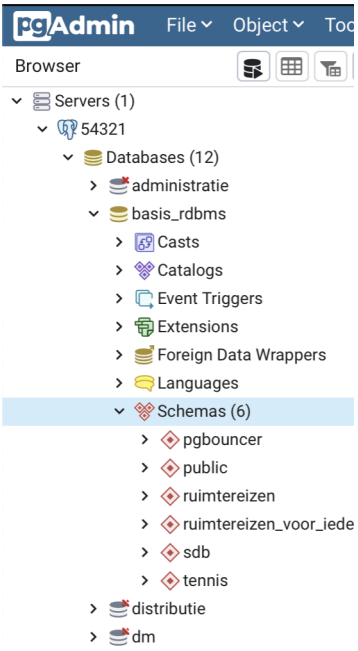 pgAdmin File Object Too
Browser
Servers (1)
54321
Databases (12)
administratie
basis_rdbms
Casts
Catalogs
Event Triggers
Extensions
Foreign Data Wrappers
Languages
Schemas (6)
pgbouncer
public
ruimtereizen
ruimtereizen_voor_iede
sdb
tennis
distributie
dm